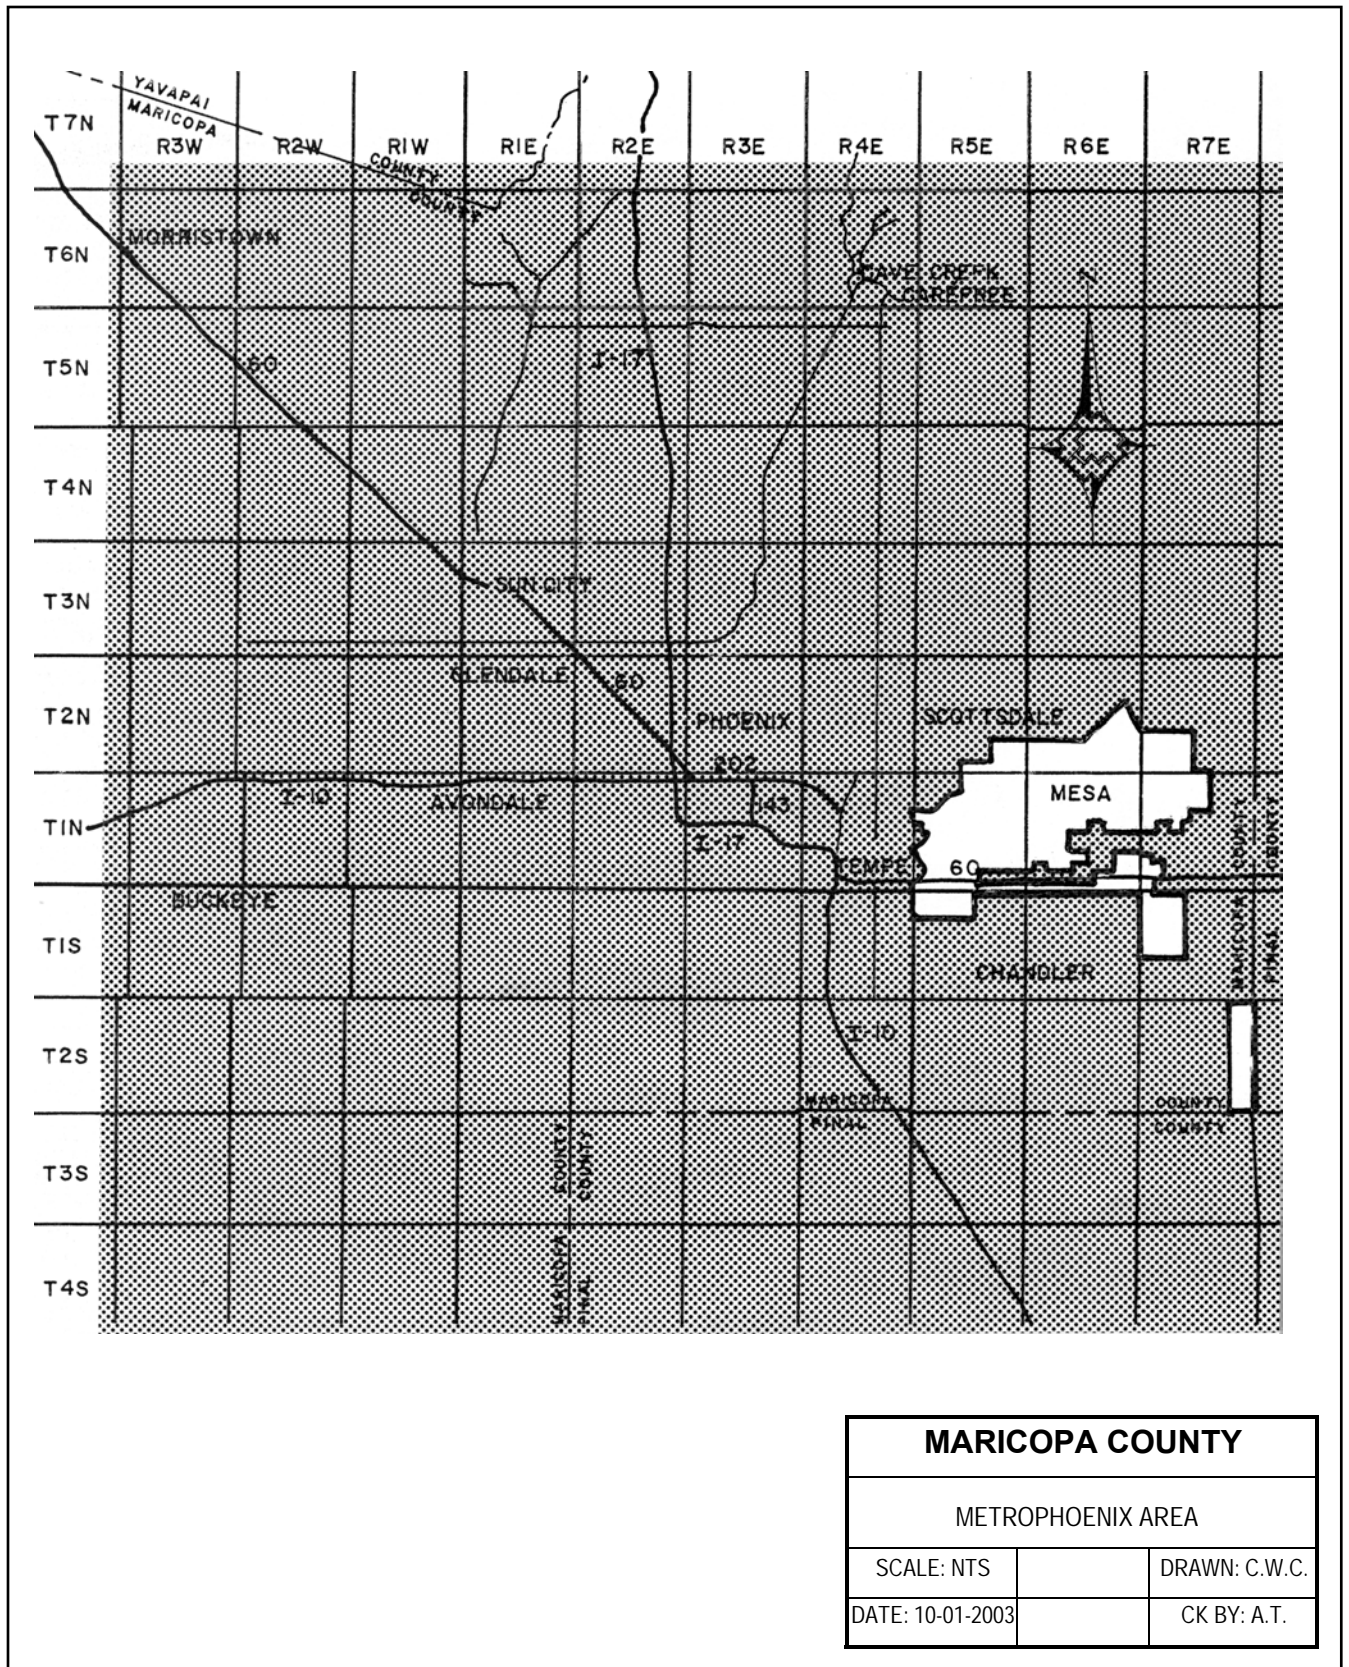 YAVAPAI
MARICOPA
COUNTY
COUNTY
T7N
R3W R2W R1W R1E R2E R3E R4E R5E R6E R7E
MORRISTOWN
T6N
CAVE CREEK
CAREFREE
N
T5N
60
I-17
T4N
SUN CITY
T3N
GLENDALE
60
T2N
PHOENIX
SCOTTSDALE
202
I-10
AVONDALE
143
MESA
T1N
I-17
TEMPE
60
MARICOPA COUNTY
PINAL COUNTY
BUCKEYE
T1S
CHANDLER
T2S
I-10
MARICOPA
PINAL
COUNTY
COUNTY
T3S
MARICOPA COUNTY
PINAL COUNTY
T4S
MARICOPA COUNTY
METROPHOENIX AREA
SCALE: NTS
DRAWN: C.W.C.
DATE: 10-01-2003
CK BY: A.T.